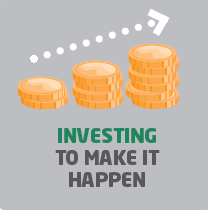 INVESTING
TO MAKE IT
HAPPEN